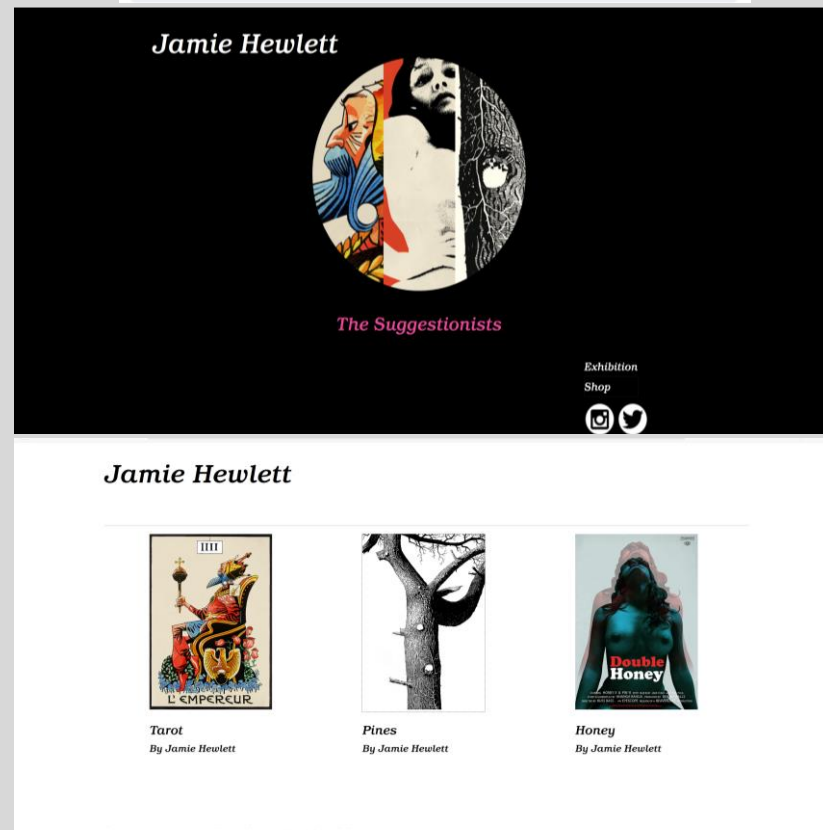 Jamie Hewlett
The Suggestionists
Exhibition
Shop
Jamie Hewlett
IIII
L'EMPEREUR
Double
Honey
Tarot
By Jamie Hewlett
Pines
By Jamie Hewlett
Honey
By Jamie Hewlett